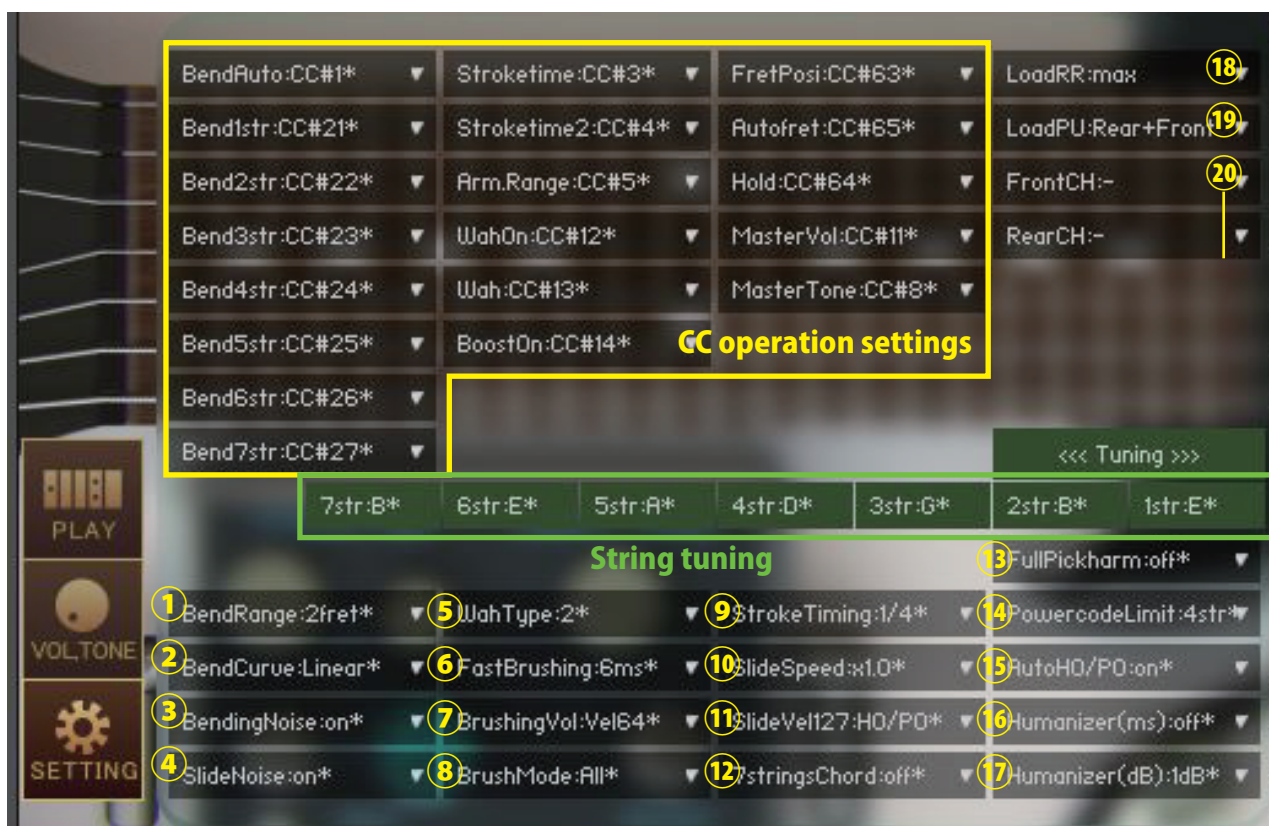 BendAuto:CC#1*
Stroketime:CC#3*
FretPosi:CC#63*
LoadRR:max
18
Bend1str:CC#21*
Stroketime2:CC#4*
Autofret:CC#65*
LoadPU:Rear+Front
19
Bend2str:CC#22*
Arm.Range:CC#5*
Hold:CC#64*
FrontCH:-
20
Bend3str:CC#23*
WahOn:CC#12*
MasterVol:CC#11*
RearCH:-
Bend4str:CC#24*
Wah:CC#13*
MasterTone:CC#8*
Bend5str:CC#25*
BoostOn:CC#14*
CC operation settings
Bend6str:CC#26*
Bend7str:CC#27*
<<< Tuning >>>
7str:B*
6str:E*
5str:A*
4str:D*
3str:G*
2str:B*
1str:E*
PLAY
String tuning
13 FullPickharm:off*
1 BendRange:2fret*
5 WahType:2*
9 StrokeTiming:1/4*
14 PowercodeLimit:4str*
VOL,TONE
2 BendCurve:Linear*
6 FastBrushing:6ms*
10 SlideSpeed:x1.0*
15 AutoHO/PO:on*
3 BendingNoise:on*
7 BrushingVol:Vel64*
11 SlideVel127:HO/PO*
16 Humanizer(ms):off*
SETTING
4 SlideNoise:on*
8 BrushMode:All*
12 7stringsChord:off*
17 Humanizer(dB):1dB*